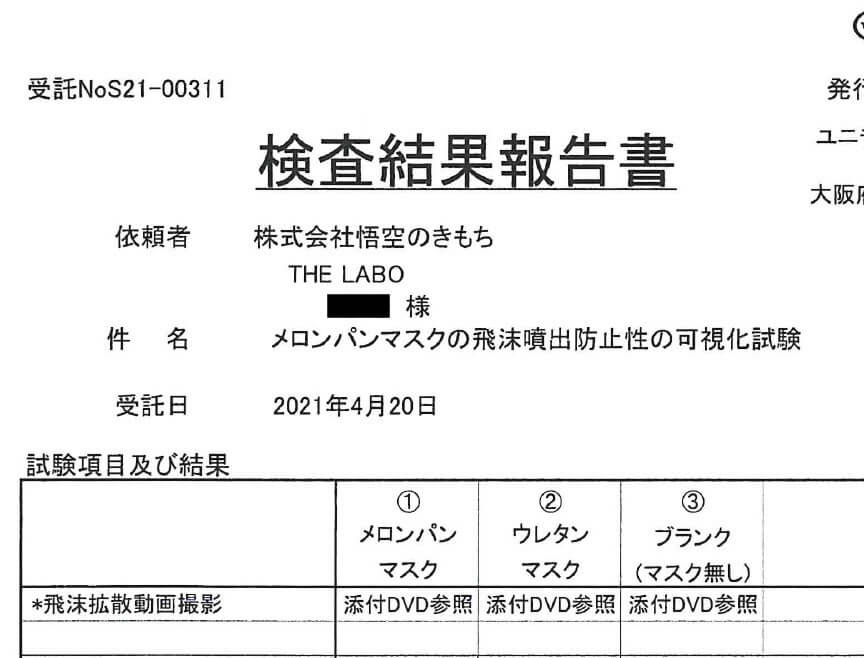 受託NoS21-00311
発行
ユニ
検査結果報告書
大阪府
依頼者 株式会社悟空のきもち
THE LABO
様
件 名 メロンパンマスクの飛沫噴出防止性の可視化試験
受託日 2021年4月20日
試験項目及び結果
① ② ③
メロンパン ウレタン ブランク
マスク マスク (マスク無し)
*飛沫拡散動画撮影 添付DVD参照 添付DVD参照 添付DVD参照